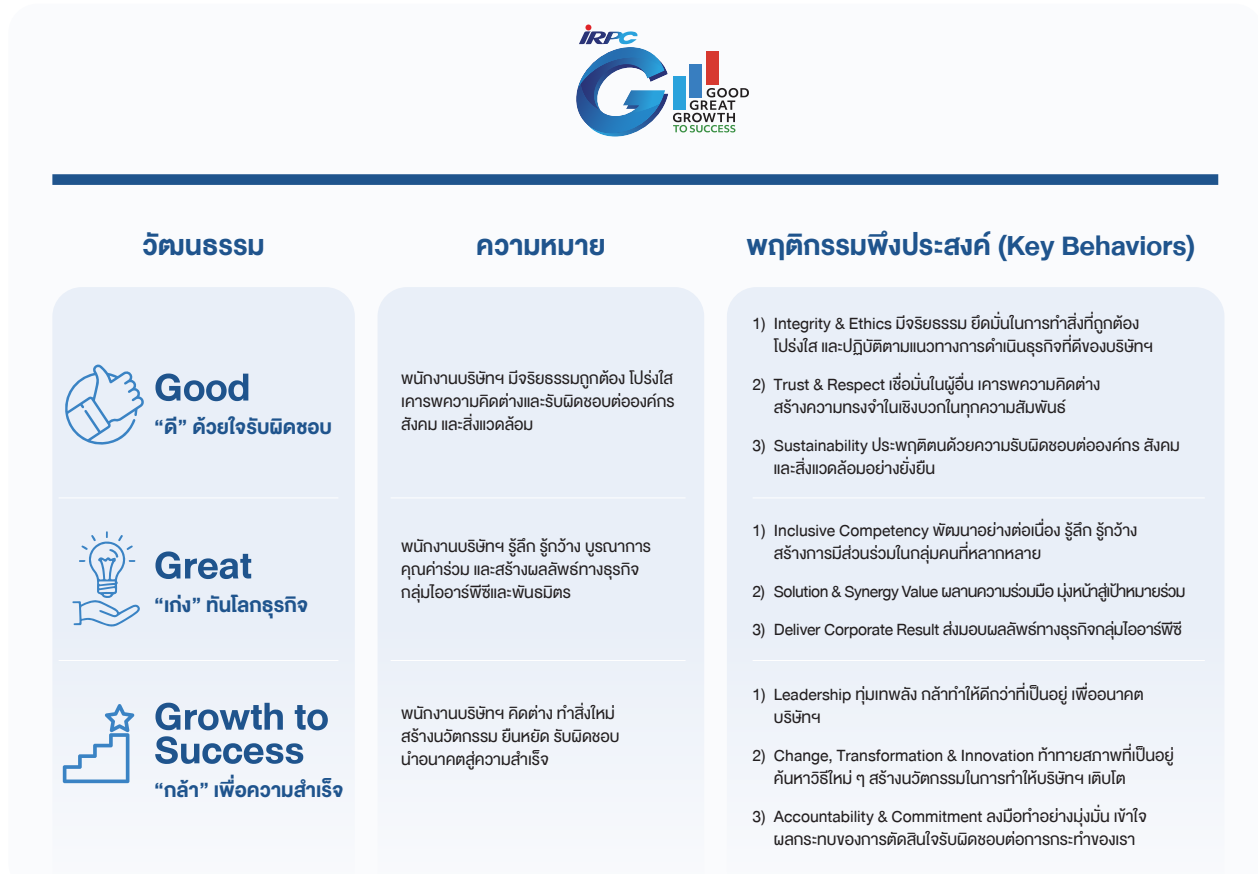 iRPC
G
GOOD
GREAT
GROWTH
TO SUCCESS
วัฒนธรรม
ความหมาย
พฤติกรรมพึงประสงค์ (Key Behaviors)
Good
“ดี” ด้วยใจรับผิดชอบ
พนักงานบริษัทฯ มีจริยธรรมถูกต้อง โปร่งใส
เคารพความคิดต่างและรับผิดชอบต่อองค์กร
สังคม และสิ่งแวดล้อม
1) Integrity & Ethics มีจริยธรรม ยึดมั่นในการทำสิ่งที่ถูกต้อง
โปร่งใส และปฏิบัติตามแนวทางการดำเนินธุรกิจที่ดีของบริษัทฯ
2) Trust & Respect เชื่อมั่นในผู้อื่น เคารพความคิดต่าง
สร้างความทรงจำในเชิงบวกในทุกความสัมพันธ์
3) Sustainability ประพฤติตนด้วยความรับผิดชอบต่อองค์กร สังคม
และสิ่งแวดล้อมอย่างยั่งยืน
Great
“เก่ง” ทันโลกธุรกิจ
พนักงานบริษัทฯ รู้ลึก รู้กว้าง บูรณาการ
คุณค่าร่วม และสร้างผลลัพธ์ทางธุรกิจ
กลุ่มไออาร์พีซีและพันธมิตร
1) Inclusive Competency พัฒนาอย่างต่อเนื่อง รู้ลึก รู้กว้าง
สร้างการมีส่วนร่วมในกลุ่มคนที่หลากหลาย
2) Solution & Synergy Value ผสานความร่วมมือ มุ่งหน้าสู่เป้าหมายร่วม
3) Deliver Corporate Result ส่งมอบผลลัพธ์ทางธุรกิจกลุ่มไออาร์พีซี
Growth to
Success
“กล้า” เพื่อความสำเร็จ
พนักงานบริษัทฯ คิดต่าง ทำสิ่งใหม่
สร้างนวัตกรรม ยืนหยัด รับผิดชอบ
นำอนาคตสู่ความสำเร็จ
1) Leadership ทุ่มเทพลัง กล้าทำให้ดีกว่าที่เป็นอยู่ เพื่ออนาคต
บริษัทฯ
2) Change, Transformation & Innovation ท้าทายสภาพที่เป็นอยู่
ค้นหาวิธีใหม่ ๆ สร้างนวัตกรรมในการทำให้บริษัทฯ เติบโต
3) Accountability & Commitment ลงมือทำอย่างมุ่งมั่น เข้าใจ
ผลกระทบของการตัดสินใจรับผิดชอบต่อการกระทำของเรา